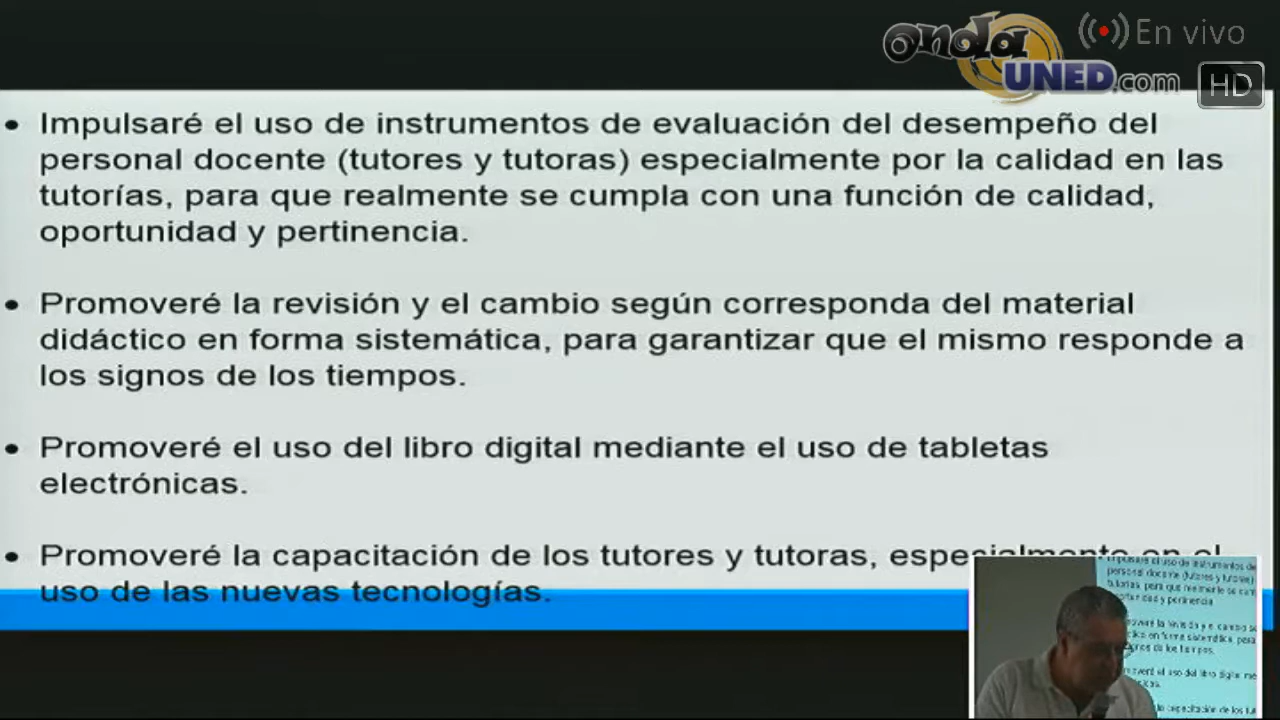 onda
UNED.com
En vivo
HD
• Impulsaré el uso de instrumentos de evaluación del desempeño del
personal docente (tutores y tutoras) especialmente por la calidad en las
tutorías, para que realmente se cumpla con una función de calidad,
oportunidad y pertinencia.
• Promoveré la revisión y el cambio según corresponda del material
didáctico en forma sistemática, para garantizar que el mismo responde a
los signos de los tiempos.
• Promoveré el uso del libro digital mediante el uso de tabletas
electrónicas.
• Promoveré la capacitación de los tutores y tutoras, especialmente en el
uso de las nuevas tecnologías.